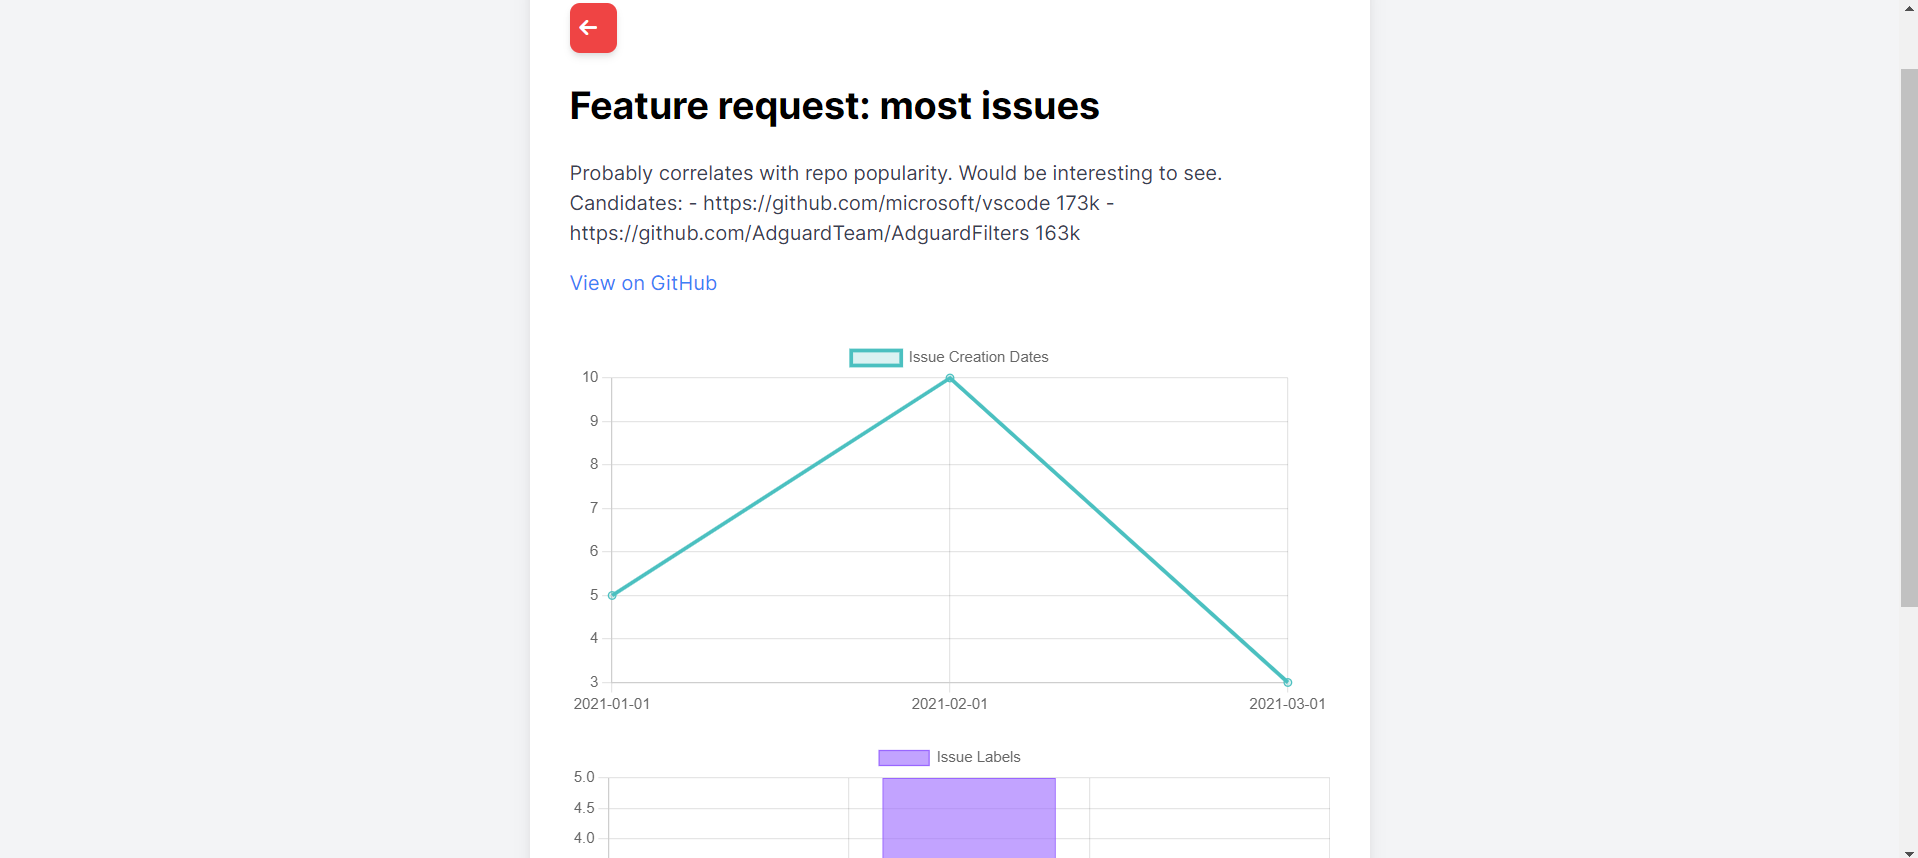 Feature request: most issues
Probably correlates with repo popularity. Would be interesting to see.
Candidates: - https://github.com/microsoft/vscode 173k -
https://github.com/AdguardTeam/AdguardFilters 163k
View on GitHub
Issue Creation Dates
10
9
8
7
6
5
4
3
2021-01-01 2021-02-01 2021-03-01
Issue Labels
5.0
4.5
4.0